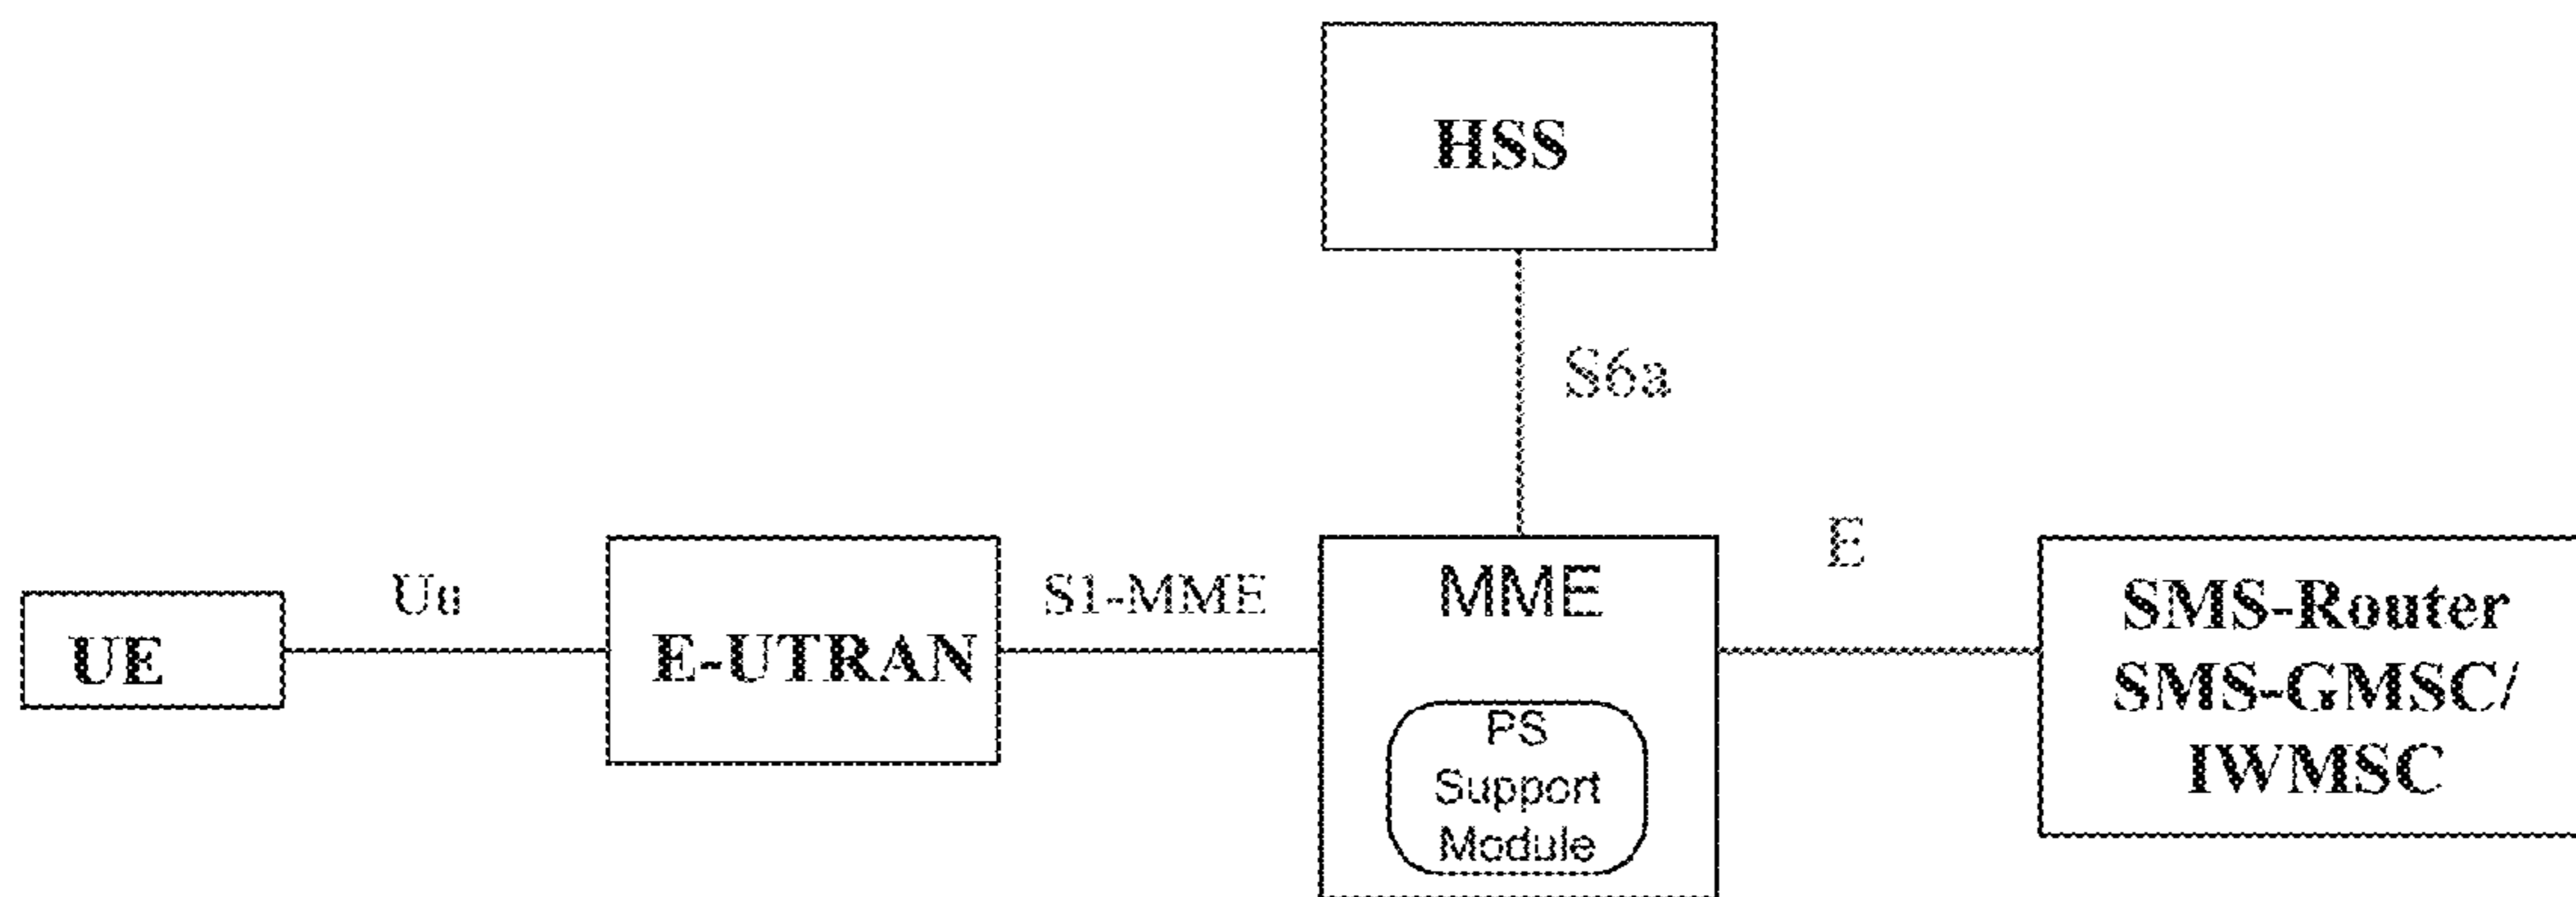 HSS
S6a
UE
Uu
E-UTRAN
S1-MME
MME
PS
Support
Module
E
SMS-Router
SMS-GMSC/
IWMSC